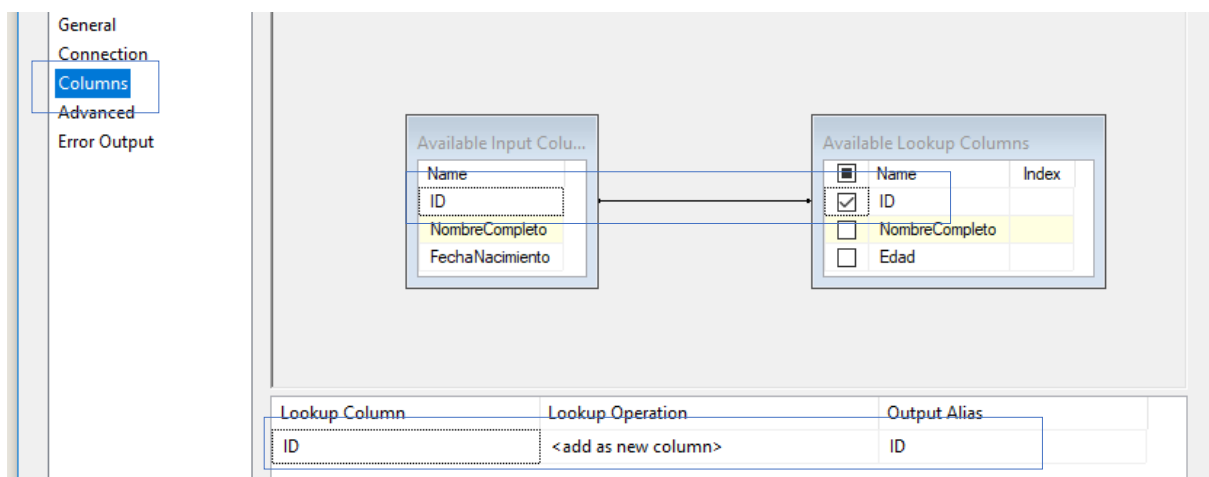 General
Connection
Columns
Advanced
Error Output
Available Input Colu...
Name
ID
NombreCompleto
FechaNacimiento
Available Lookup Columns
Name Index
ID
NombreCompleto
Edad
Lookup Column Lookup Operation Output Alias
ID <add as new column> ID